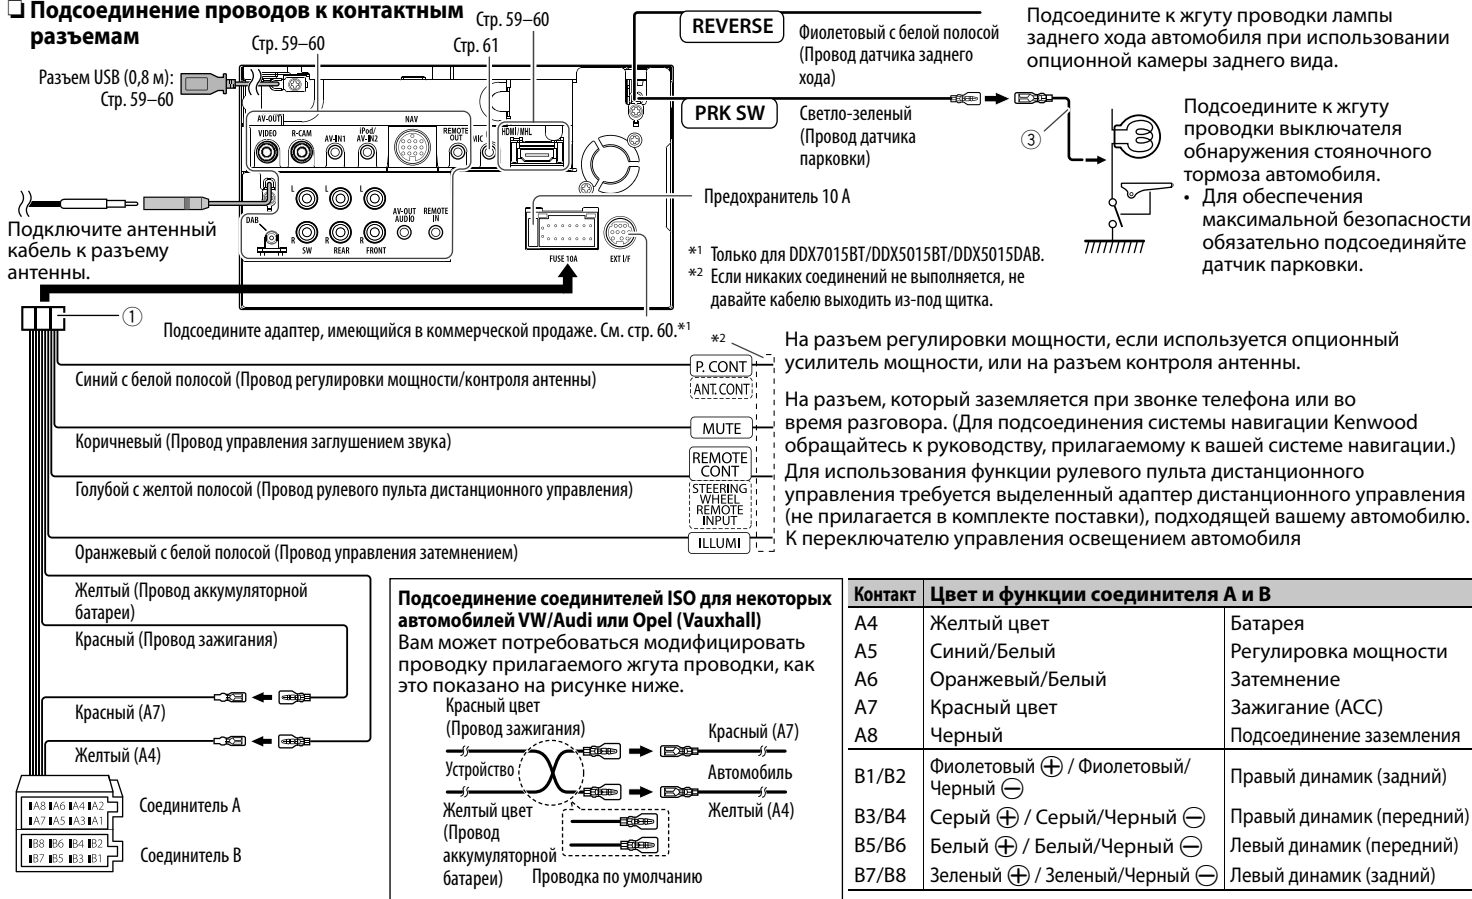 ❏ Подсоединение проводов к контактным
разъемам
Стр. 59–60
Стр. 59–60
Стр. 61
Разъем USB (0,8 м):
Стр. 59–60
AV-OUT
VIDEO
R-CAM
AV-IN1
iPod/
AV-IN2
NAV
REMOTE
OUT
MIC
HDMI/MHL
L
L
L
DAB
R
R
R
SW
REAR
FRONT
AV-OUT
AUDIO
REMOTE
IN
FUSE 10A
EXT I/F
Подключите антенный
кабель к разъему
антенны.
REVERSE
Фиолетовый с белой полосой
(Провод датчика заднего
хода)
Подсоедините к жгуту проводки лампы
заднего хода автомобиля при использовании
опционной камеры заднего вида.
PRK SW
Светло-зеленый
(Провод датчика
парковки)
③
Подсоедините к жгуту
проводки выключателя
обнаружения стояночного
тормоза автомобиля.
• Для обеспечения
максимальной безопасности
обязательно подсоединяйте
датчик парковки.
Предохранитель 10 A
*1 Только для DDX7015BT/DDX5015BT/DDX5015DAB.
*2 Если никаких соединений не выполняется, не
давайте кабелю выходить из-под щитка.
①
Подсоедините адаптер, имеющийся в коммерческой продаже. См. стр. 60.*1
*2
Синий с белой полосой (Провод регулировки мощности/контроля антенны)
P. CONT
ANT. CONT
На разъем регулировки мощности, если используется опционный
усилитель мощности, или на разъем контроля антенны.
Коричневый (Провод управления заглушением звука)
MUTE
На разъем, который заземляется при звонке телефона или во
время разговора. (Для подсоединения системы навигации Kenwood
обращайтесь к руководству, прилагаемому к вашей системе навигации.)
Голубой с желтой полосой (Провод рулевого пульта дистанционного управления)
REMOTE
CONT
STEERING
WHEEL
REMOTE
INPUT
Для использования функции рулевого пульта дистанционного
управления требуется выделенный адаптер дистанционного управления
(не прилагается в комплекте поставки), подходящей вашему автомобилю.
Оранжевый с белой полосой (Провод управления затемнением)
ILLUMI
К переключателю управления освещением автомобиля
Желтый (Провод аккумуляторной
батареи)
Красный (Провод зажигания)
Красный (A7)
Желтый (A4)
A8 A6 A4 A2
A7 A5 A3 A1
Соединитель A
B8 B6 B4 B2
B7 B5 B3 B1
Соединитель B
Подсоединение соединителей ISO для некоторых
автомобилей VW/Audi или Opel (Vauxhall)
Вам может потребоваться модифицировать
проводку прилагаемого жгута проводки, как
это показано на рисунке ниже.
Красный цвет
(Провод зажигания)
Красный (A7)
Устройство
Автомобиль
Желтый цвет
(Провод
аккумуляторной
батареи)
Желтый (A4)
Проводка по умолчанию
Контакт Цвет и функции соединителя A и B
A4 Желтый цвет Батарея
A5 Синий/Белый Регулировка мощности
A6 Оранжевый/Белый Затемнение
A7 Красный цвет Зажигание (ACC)
A8 Черный Подсоединение заземления
B1/B2 Фиолетовый ⊕ / Фиолетовый/
Черный ⊖ Правый динамик (задний)
B3/B4 Серый ⊕ / Серый/Черный ⊖ Правый динамик (передний)
B5/B6 Белый ⊕ / Белый/Черный ⊖ Левый динамик (передний)
B7/B8 Зеленый ⊕ / Зеленый/Черный ⊖ Левый динамик (задний)